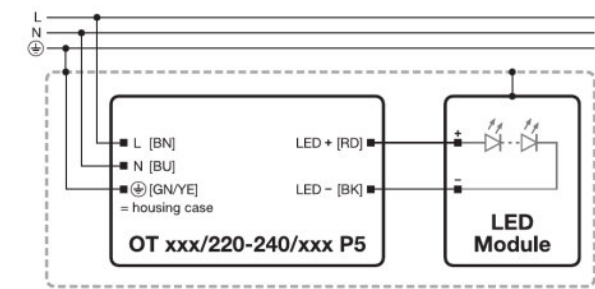 L
N
L [BN]
LED + [RD]
+
N [BU]
[GN/YE]
LED − [BK]
−
= housing case
OT xxx/220-240/xxx P5
LED
Module